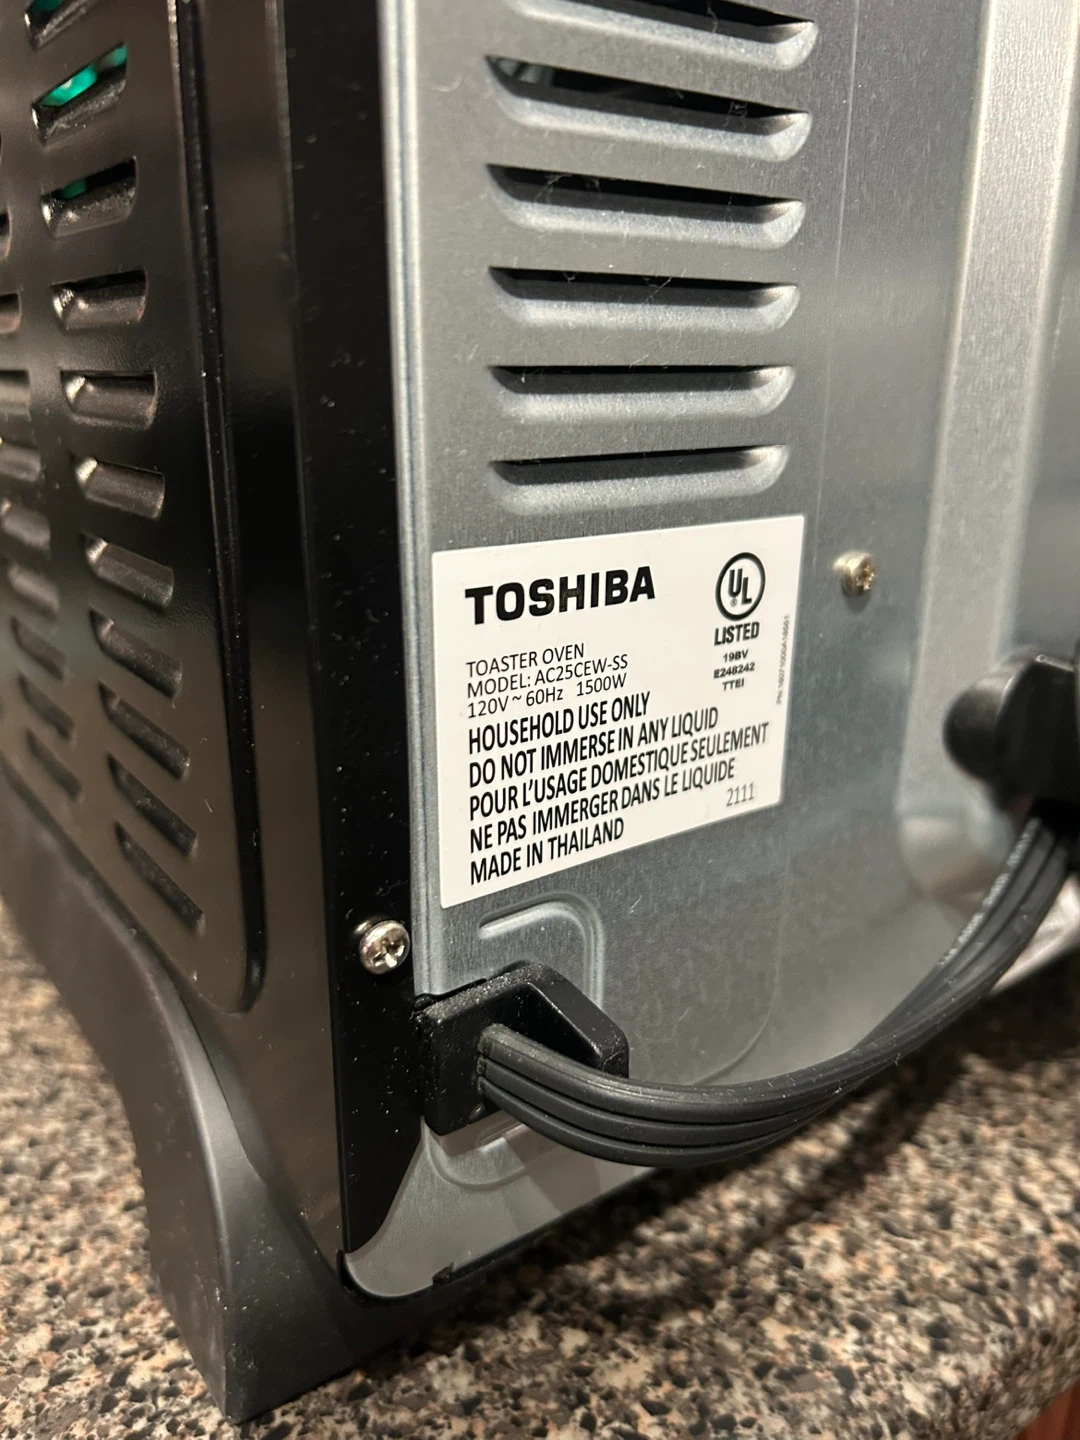 TOSHIBA
UL
®
LISTED
19BV
E248242
TTEI
TOASTER OVEN
MODEL: AC25CEW-SS
120V ~ 60Hz 1500W
HOUSEHOLD USE ONLY
DO NOT IMMERSE IN ANY LIQUID
POUR L'USAGE DOMESTIQUE SEULEMENT
NE PAS IMMERGER DANS LE LIQUIDE
MADE IN THAILAND
2111